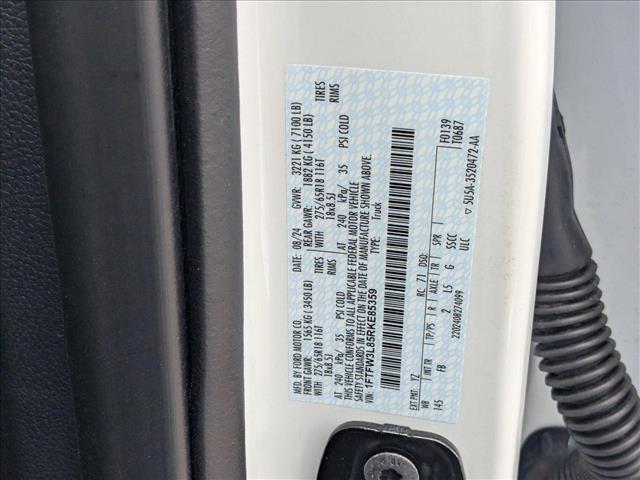 MFD. BY FORD MOTOR CO.
DATE: 08/24 GVWR: 3221 KG ( 7100 LB)
FRONT GAWR: 1565 KG ( 3450 LB) REAR GAWR: 1882 KG ( 4150 LB)
WITH 275/65R18 116T TIRES WITH 275/65R18 116T TIRES
18x8.5J RIMS 18x8.5J RIMS
AT 240 kPa/ 35 PSI COLD AT 240 kPa/ 35 PSI COLD
THIS VEHICLE CONFORMS TO ALL APPLICABLE FEDERAL MOTOR VEHICLE
SAFETY STANDARDS IN EFFECT ON THE DATE OF MANUFACTURE SHOWN ABOVE.
VIN: 1FTFW3L85RKE85359 TYPE: Truck
EXT PNT: YZ RC: 71 DSO: F0139
WB INT TR TP/PS R AXLE TR SPR T0687
145 FB 2 L5 G SSCC
2202408274099 ULC 5U5A-3520472-AA